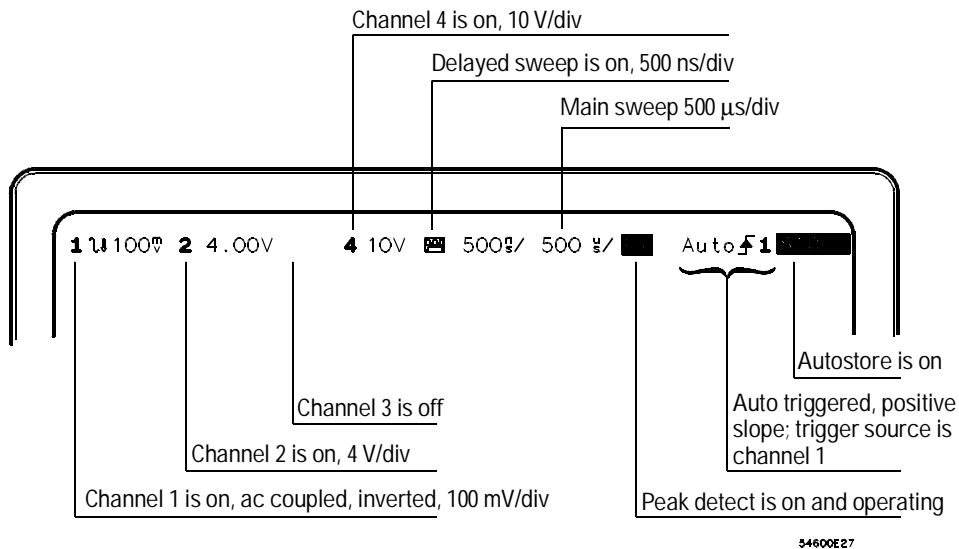 Channel 4 is on, 10 V/div
Delayed sweep is on, 500 ns/div
Main sweep 500 µs/div
1 100mV 2 4.00V 4 10V 500ns/ 500 us/ Auto 1
Autostore is on
Channel 3 is off
Auto triggered, positive
slope; trigger source is
channel 1
Channel 2 is on, 4 V/div
Channel 1 is on, ac coupled, inverted, 100 mV/div
Peak detect is on and operating
54600E27